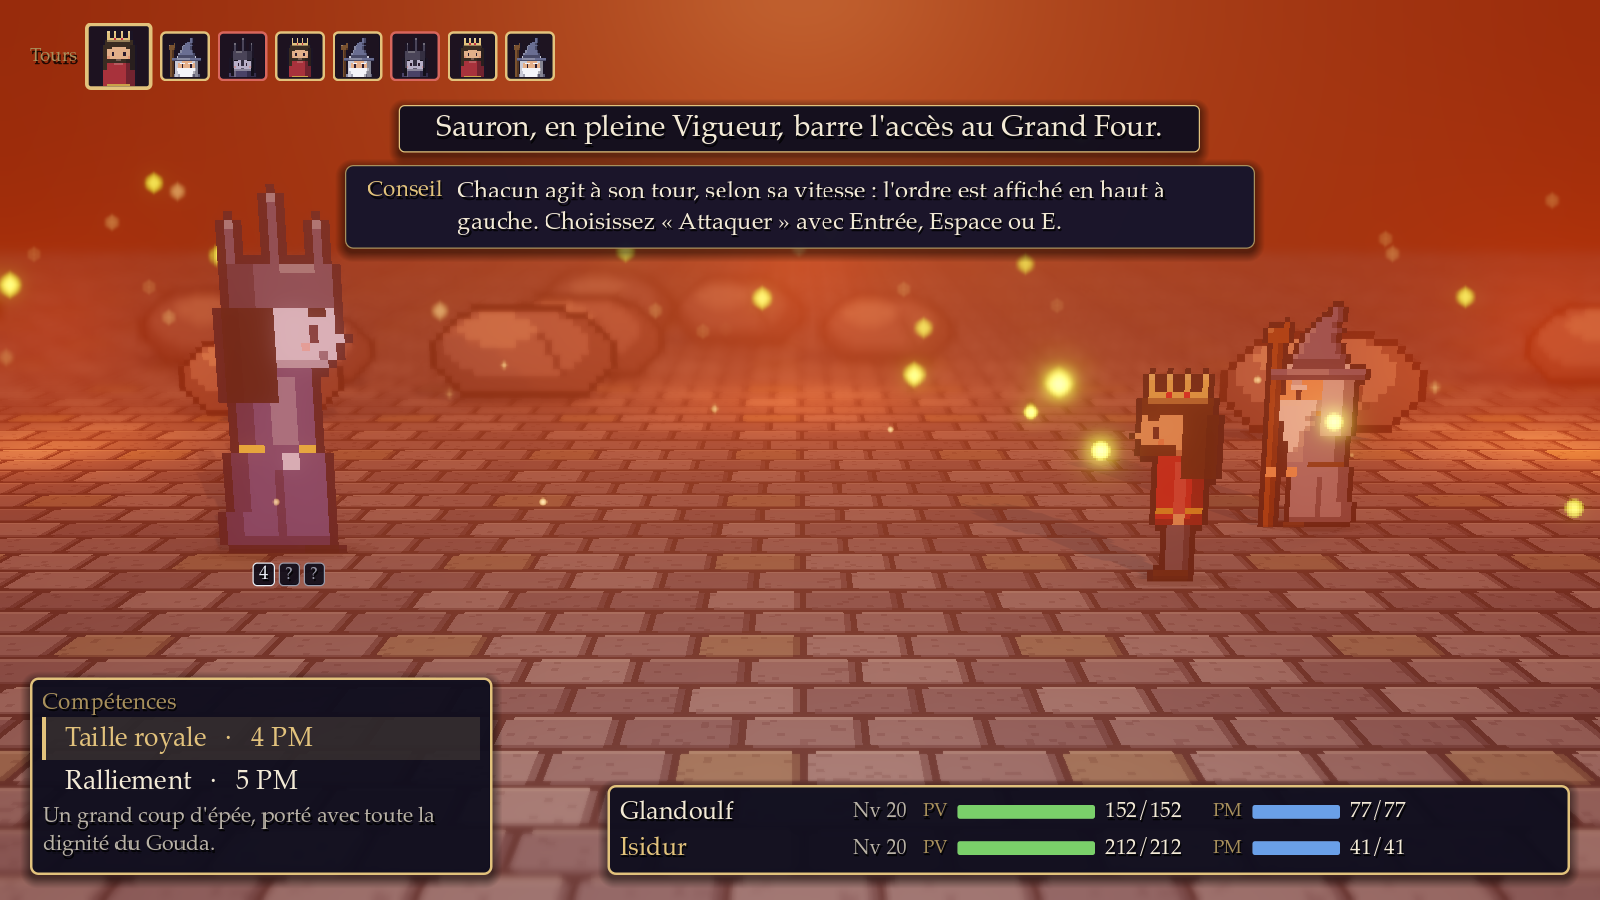 Tours
Sauron, en pleine Vigueur, barre l'accès au Grand Four.
Conseil Chacun agit à son tour, selon sa vitesse : l'ordre est affiché en haut à
gauche. Choisissez « Attaquer » avec Entrée, Espace ou E.
4 ? ?
Compétences
Taille royale · 4 PM
Ralliement · 5 PM
Un grand coup d'épée, porté avec toute la
dignité du Gouda.
Glandoulf Nv 20 PV 152/152 PM 77/77
Isidur Nv 20 PV 212/212 PM 41/41